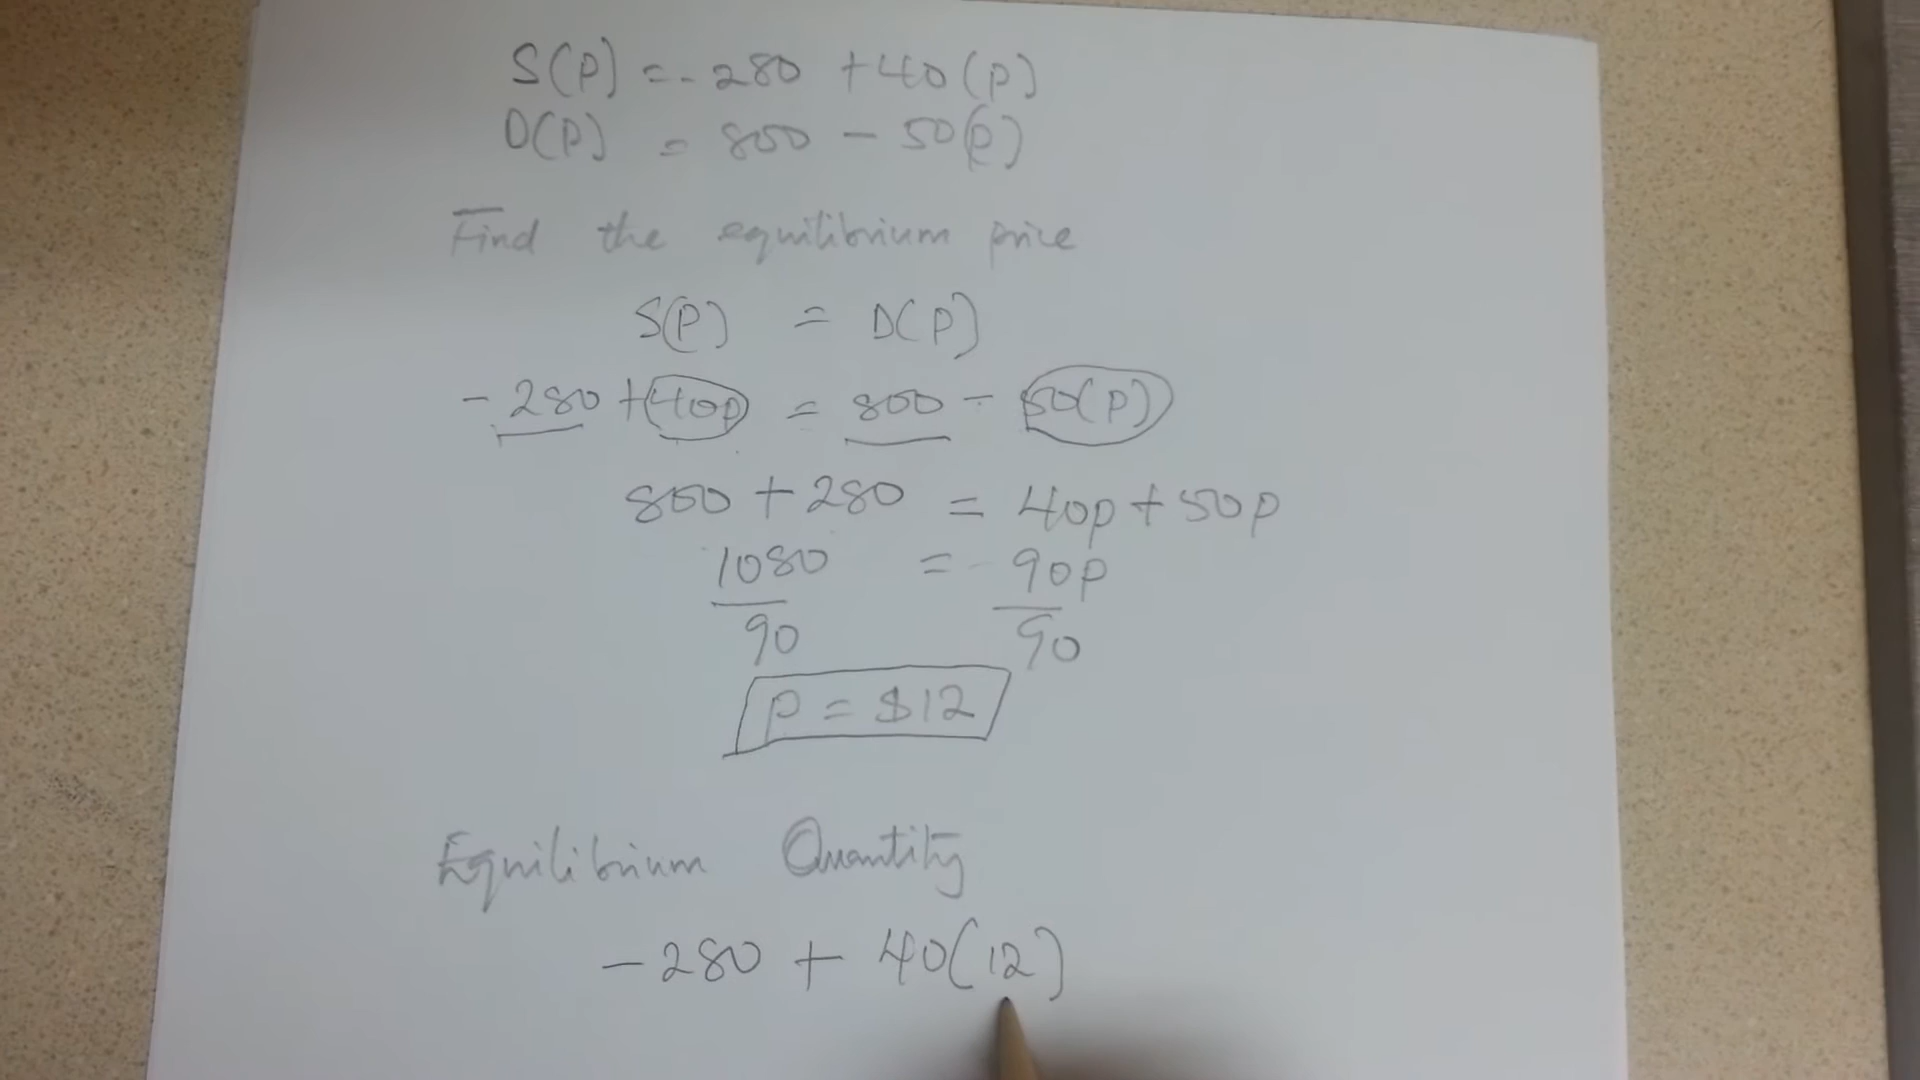 S(P) = -280 + 40(P)
D(P) = 800 - 50(P)
Find the equilibrium price
S(P) = D(P)
-280 + 40p = 800 - 50(P)
800 + 280 = 40p + 50p
1080 = 90p
90 90
P = $12
Equilibrium Quantity
-280 + 40(12)